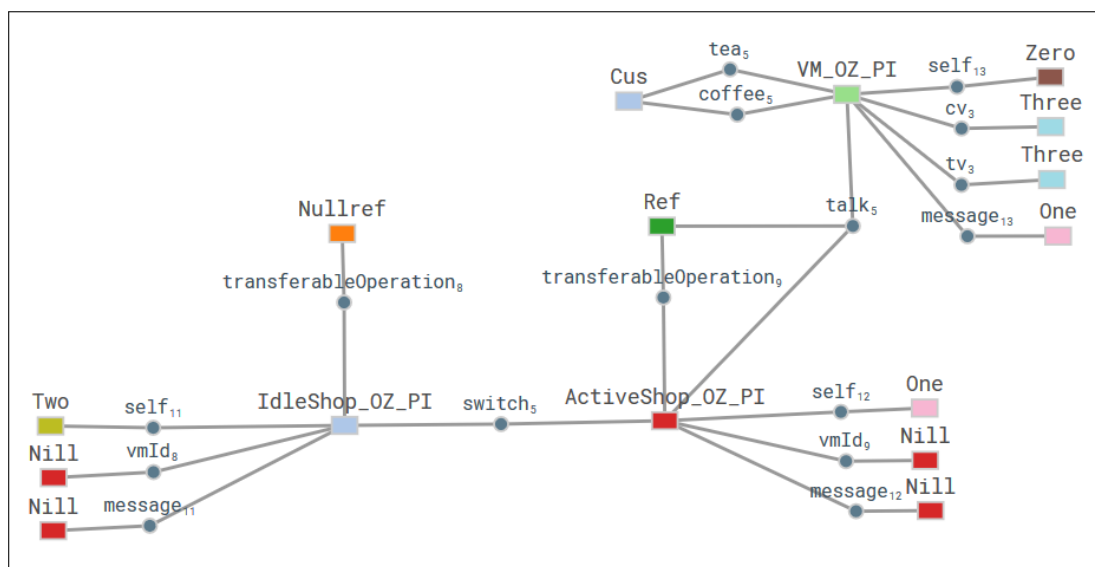 tea₅
Cus
VM_OZ_PI
self₁₃
Zero
coffee₅
cv₃
Three
tv₃
Three
Nullref
Ref
talk₅
message₁₃
One
transferableOperation₈
transferableOperation₉
Two
self₁₁
IdleShop_OZ_PI
switch₅
ActiveShop_OZ_PI
self₁₂
One
Nill
vmId₈
vmId₉
Nill
Nill
message₁₁
message₁₂
Nill